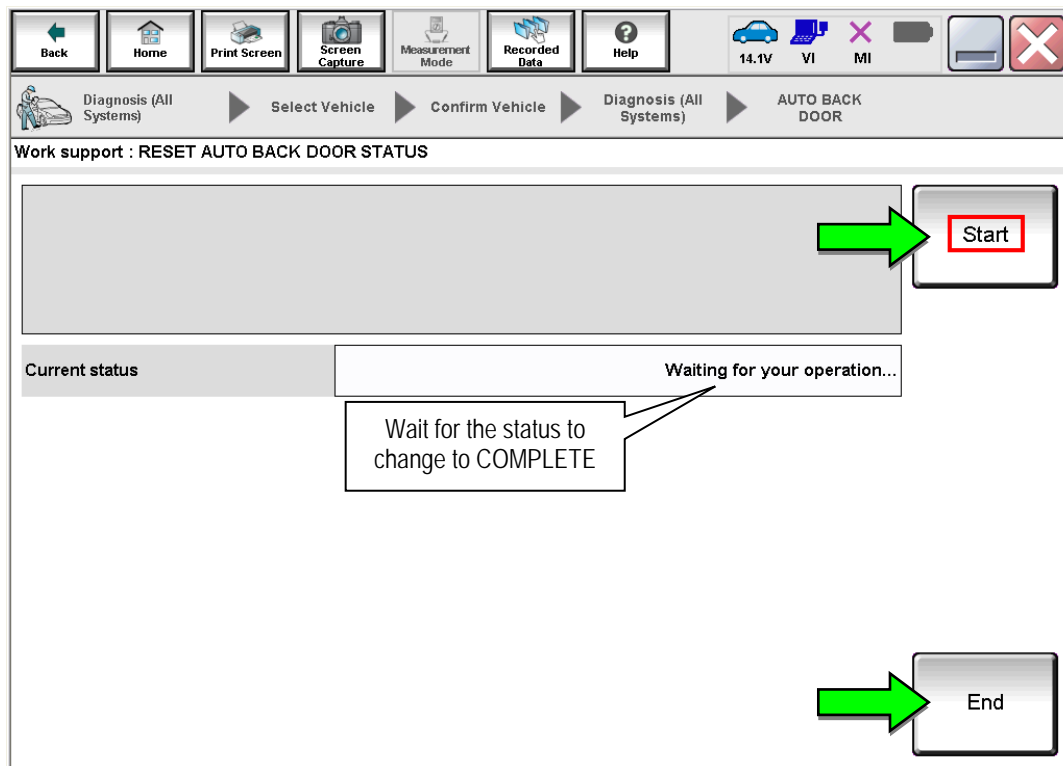 Back
Home
Print Screen
Screen
Capture
Measurement
Mode
Recorded
Data
Help
14.1V
VI
MI
Diagnosis (All
Systems)
Select Vehicle
Confirm Vehicle
Diagnosis (All
Systems)
AUTO BACK
DOOR
Work support : RESET AUTO BACK DOOR STATUS
Start
Current status
Waiting for your operation...
Wait for the status to
change to COMPLETE
End